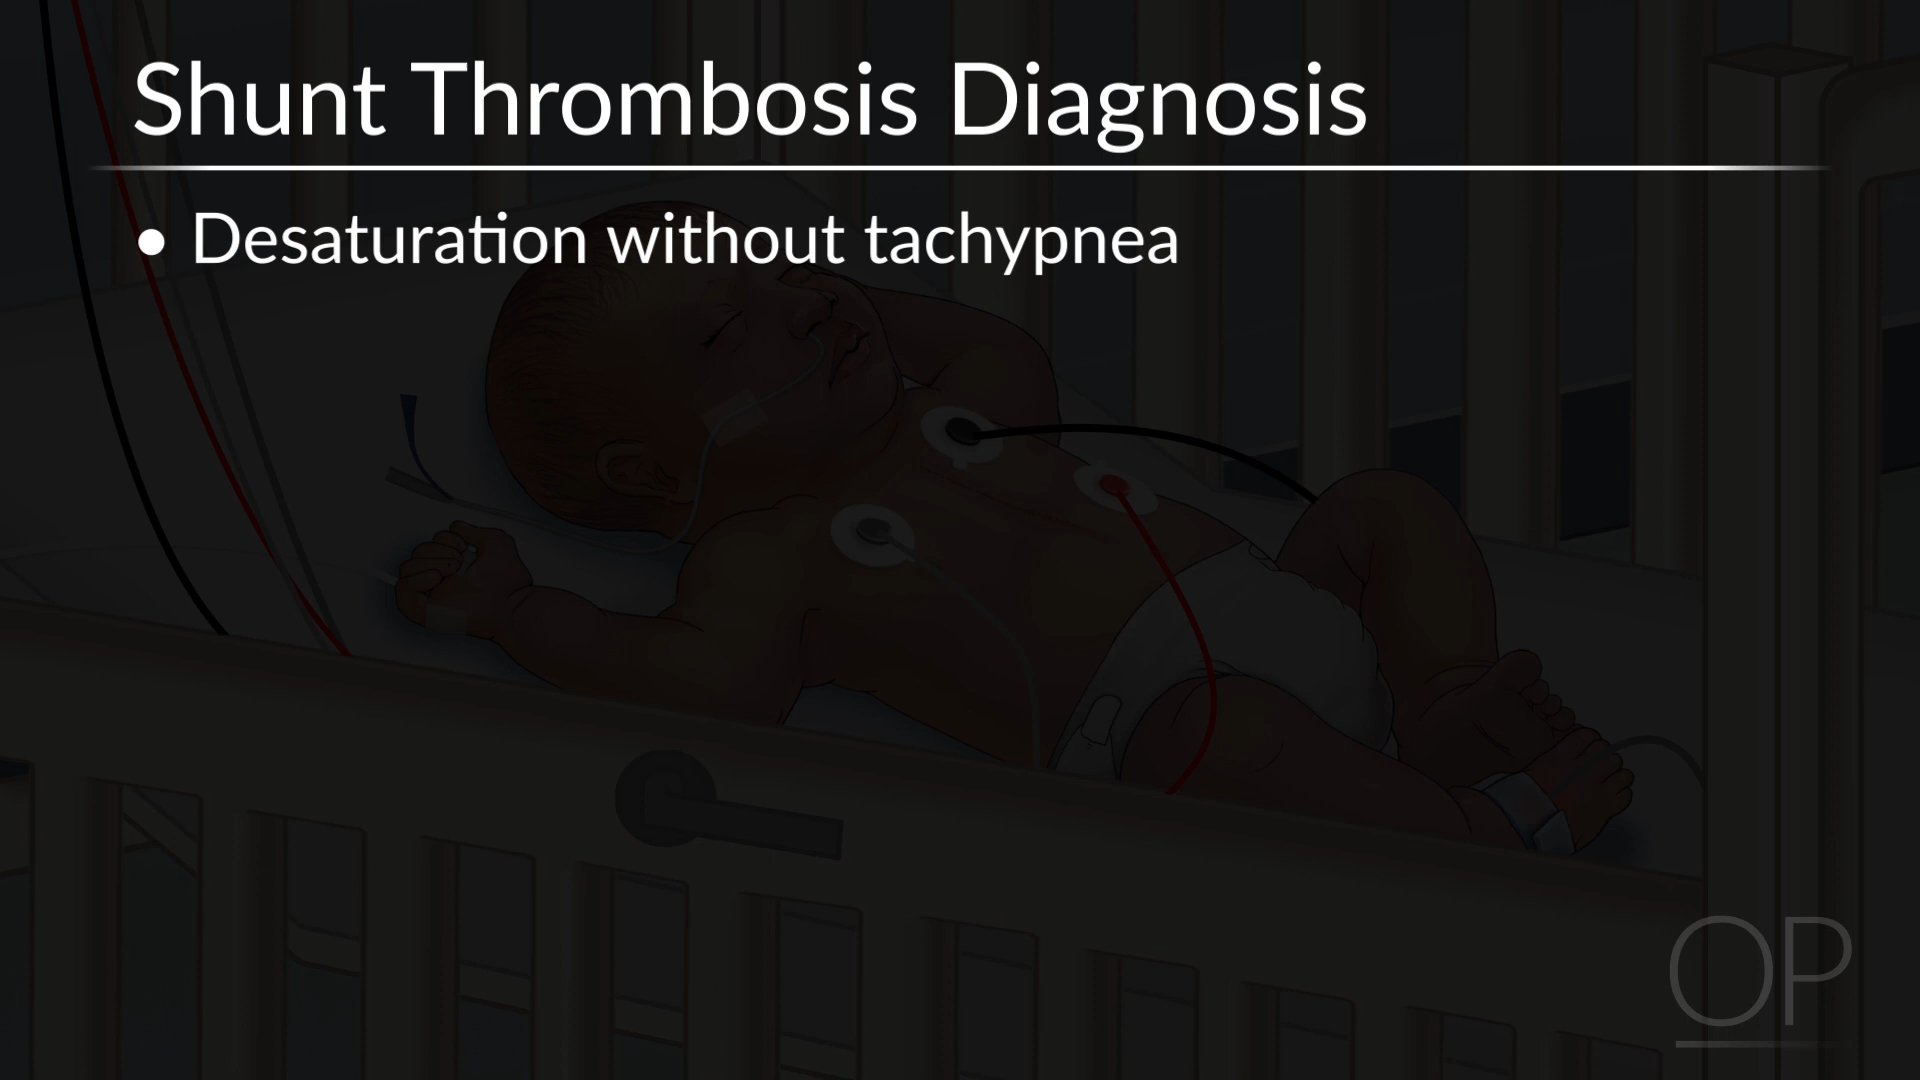 Shunt Thrombosis Diagnosis
• Desaturation without tachypnea
OP